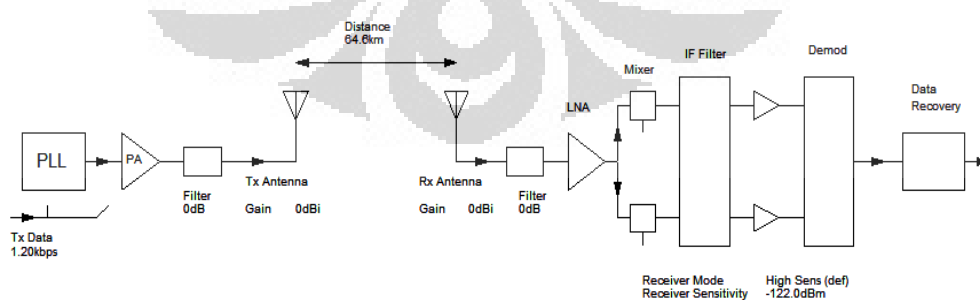 Distance
64.6km
Mixer
IF Filter
Demod
Data
Recovery
LNA
PLL
PA
Filter
0dB
Tx Antenna
Gain 0dBi
Rx Antenna
Gain 0dBi
Filter
0dB
Tx Data
1.20kbps
Receiver Mode High Sens (def)
Receiver Sensitivity -122.0dBm